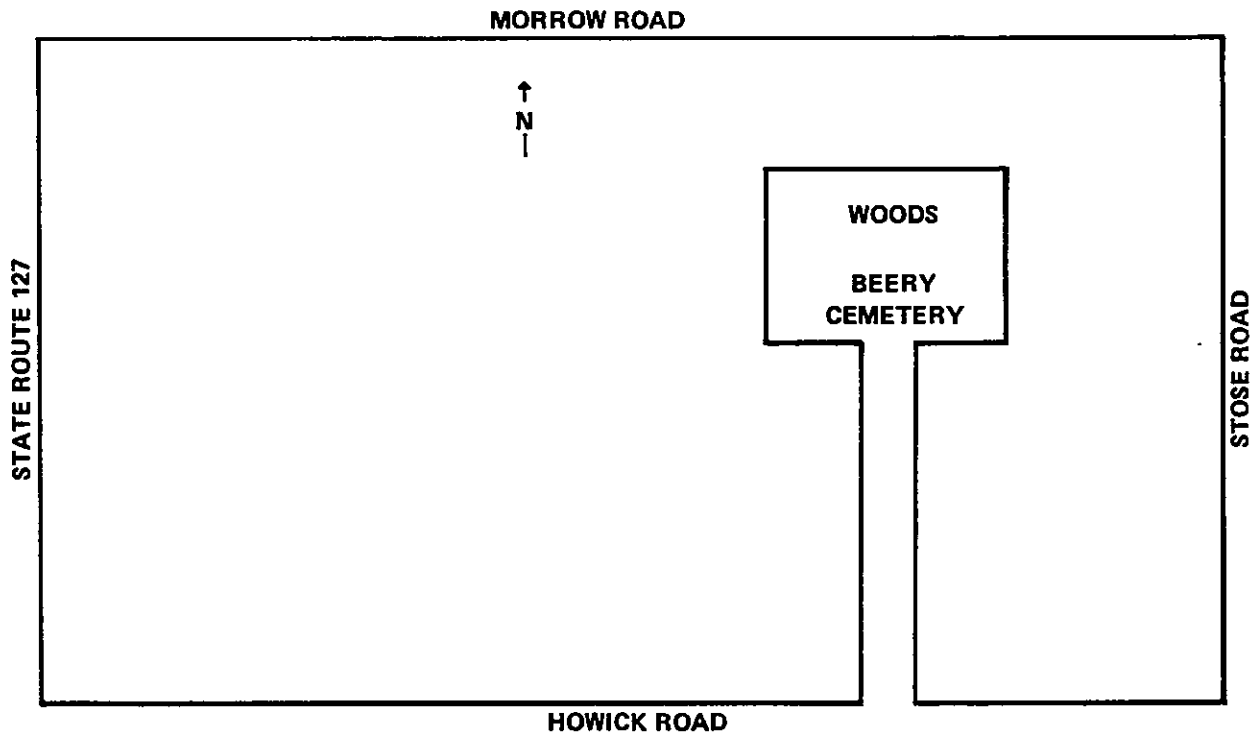 MORROW ROAD
N
WOODS
BEERY
CEMETERY
STATE ROUTE 127
STOSE ROAD
HOWICK ROAD